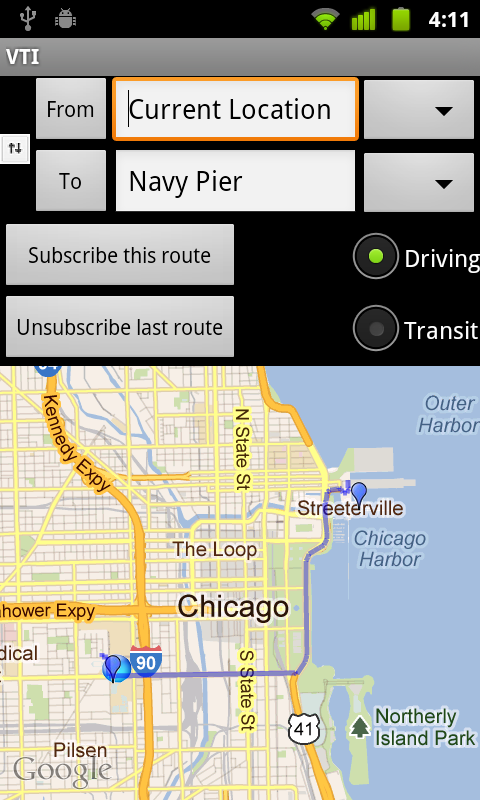 4:11
VTI
From
Current Location
To
Navy Pier
Subscribe this route
Driving
Unsubscribe last route
Transit
Outer
Harbor
Kennedy Expy
N State St
Streeterville
Chicago
Harbor
The Loop
Chicago
ahower Expy
dical
90
S State St
41
Northerly
Island Park
Pilsen
Google